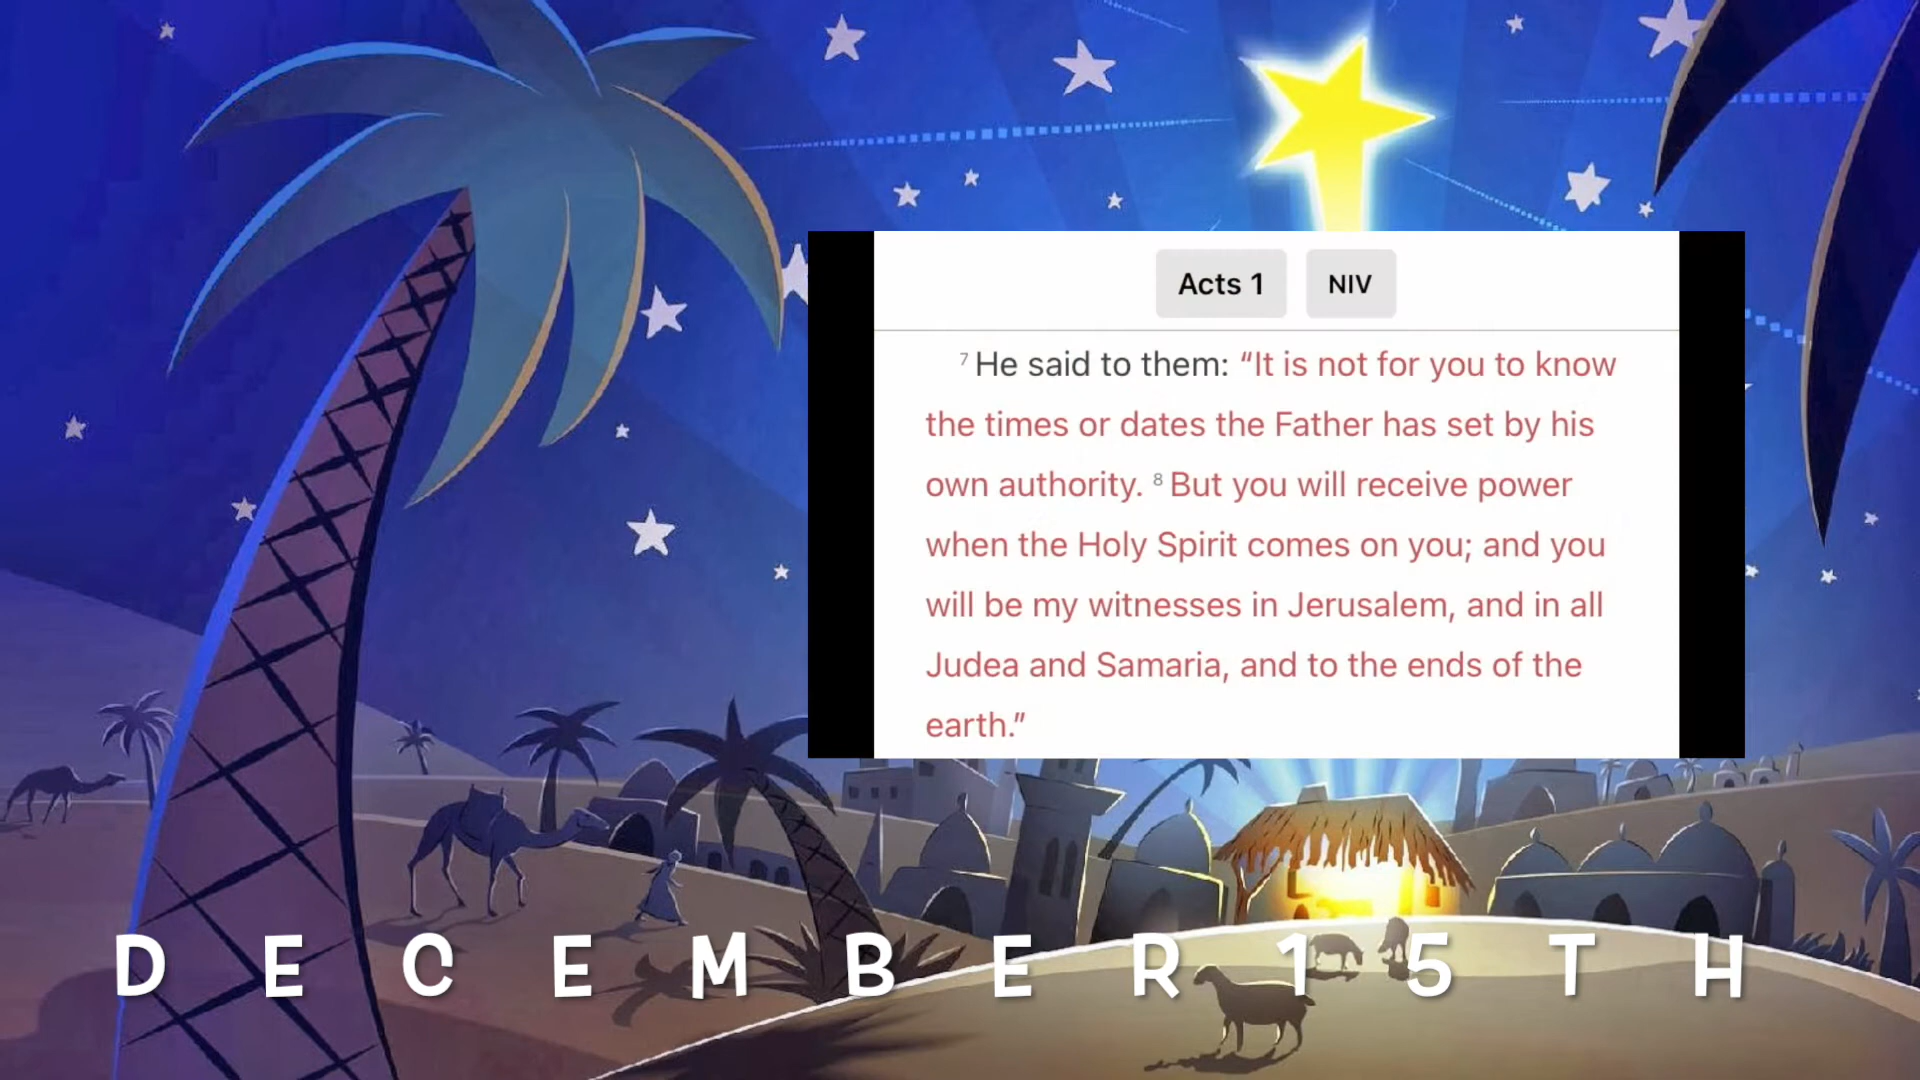 Acts 1 NIV
7 He said to them: “It is not for you to know
the times or dates the Father has set by his
own authority. 8 But you will receive power
when the Holy Spirit comes on you; and you
will be my witnesses in Jerusalem, and in all
Judea and Samaria, and to the ends of the
earth.”
DECEMBER 15TH